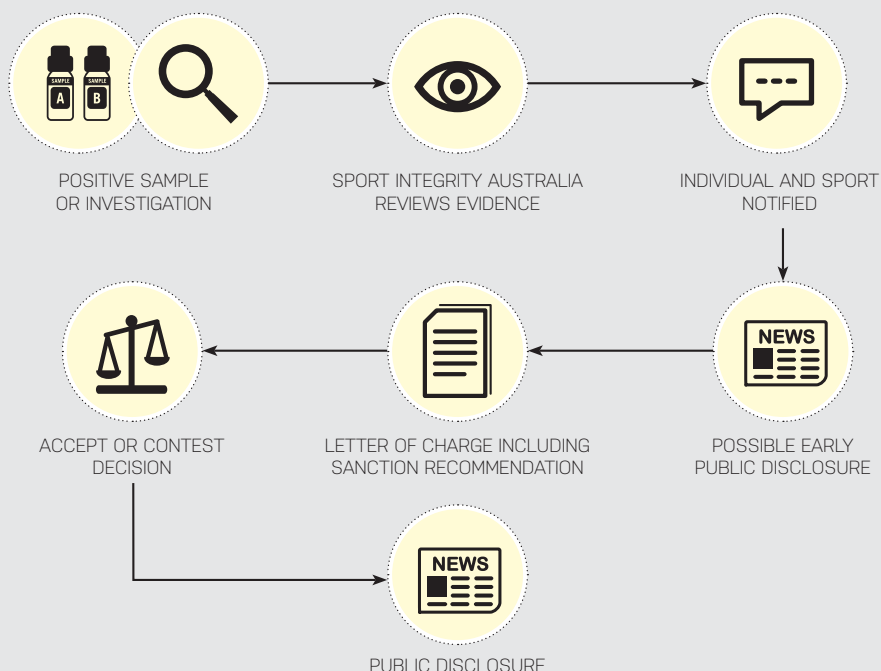 SAMPLE
A
SAMPLE
B
POSITIVE SAMPLE
OR INVESTIGATION
SPORT INTEGRITY AUSTRALIA
REVIEWS EVIDENCE
INDIVIDUAL AND SPORT
NOTIFIED
NEWS
POSSIBLE EARLY
PUBLIC DISCLOSURE
LETTER OF CHARGE INCLUDING
SANCTION RECOMMENDATION
ACCEPT OR CONTEST
DECISION
NEWS
PUBLIC DISCLOSURE